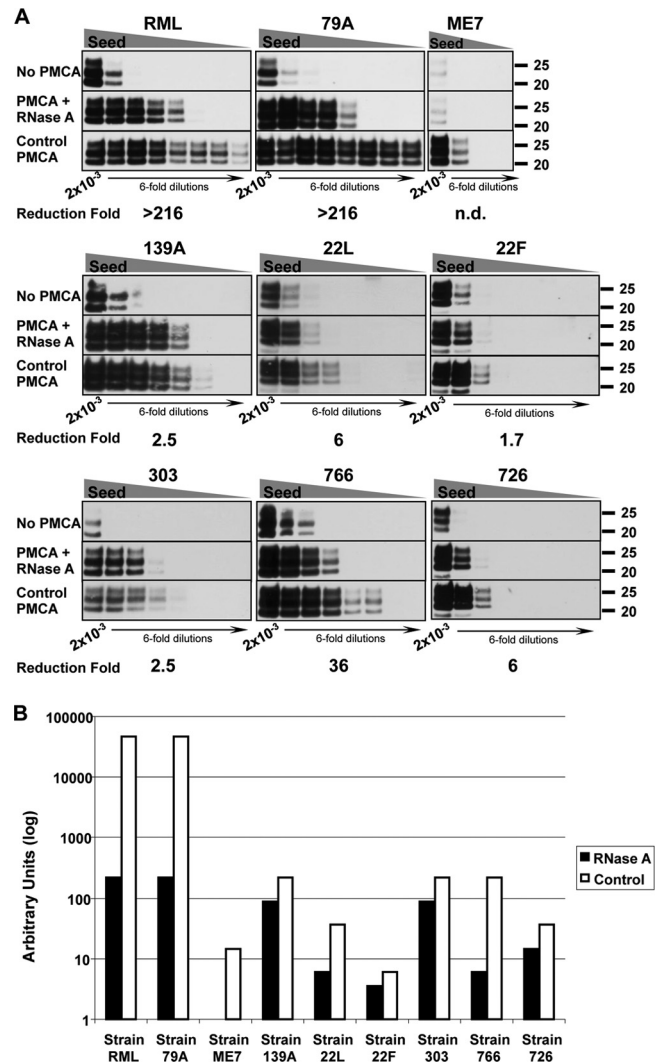 A
RML 79A ME7
Seed Seed Seed
No PMCA
25
20
PMCA +
RNase A
25
20
Control
PMCA
25
20
2x10-3 6-fold dilutions 2x10-3 6-fold dilutions 2x10-3
Reduction Fold >216 >216 n.d.
139A 22L 22F
Seed Seed Seed
No PMCA
25
20
PMCA +
RNase A
25
20
Control
PMCA
25
20
2x10-3 6-fold dilutions 2x10-3 6-fold dilutions 2x10-3 6-fold dilutions
Reduction Fold 2.5 6 1.7
303 766 726
Seed Seed Seed
No PMCA
25
20
PMCA +
RNase A
25
20
Control
PMCA
25
20
2x10-3 6-fold dilutions 2x10-3 6-fold dilutions 2x10-3 6-fold dilutions
Reduction Fold 2.5 36 6
B
Arbitrary Units (log)
100000
10000
1000
100
10
1
RNase A
Control
Strain Strain Strain Strain Strain Strain Strain Strain Strain
RML 79A ME7 139A 22L 22F 303 766 726